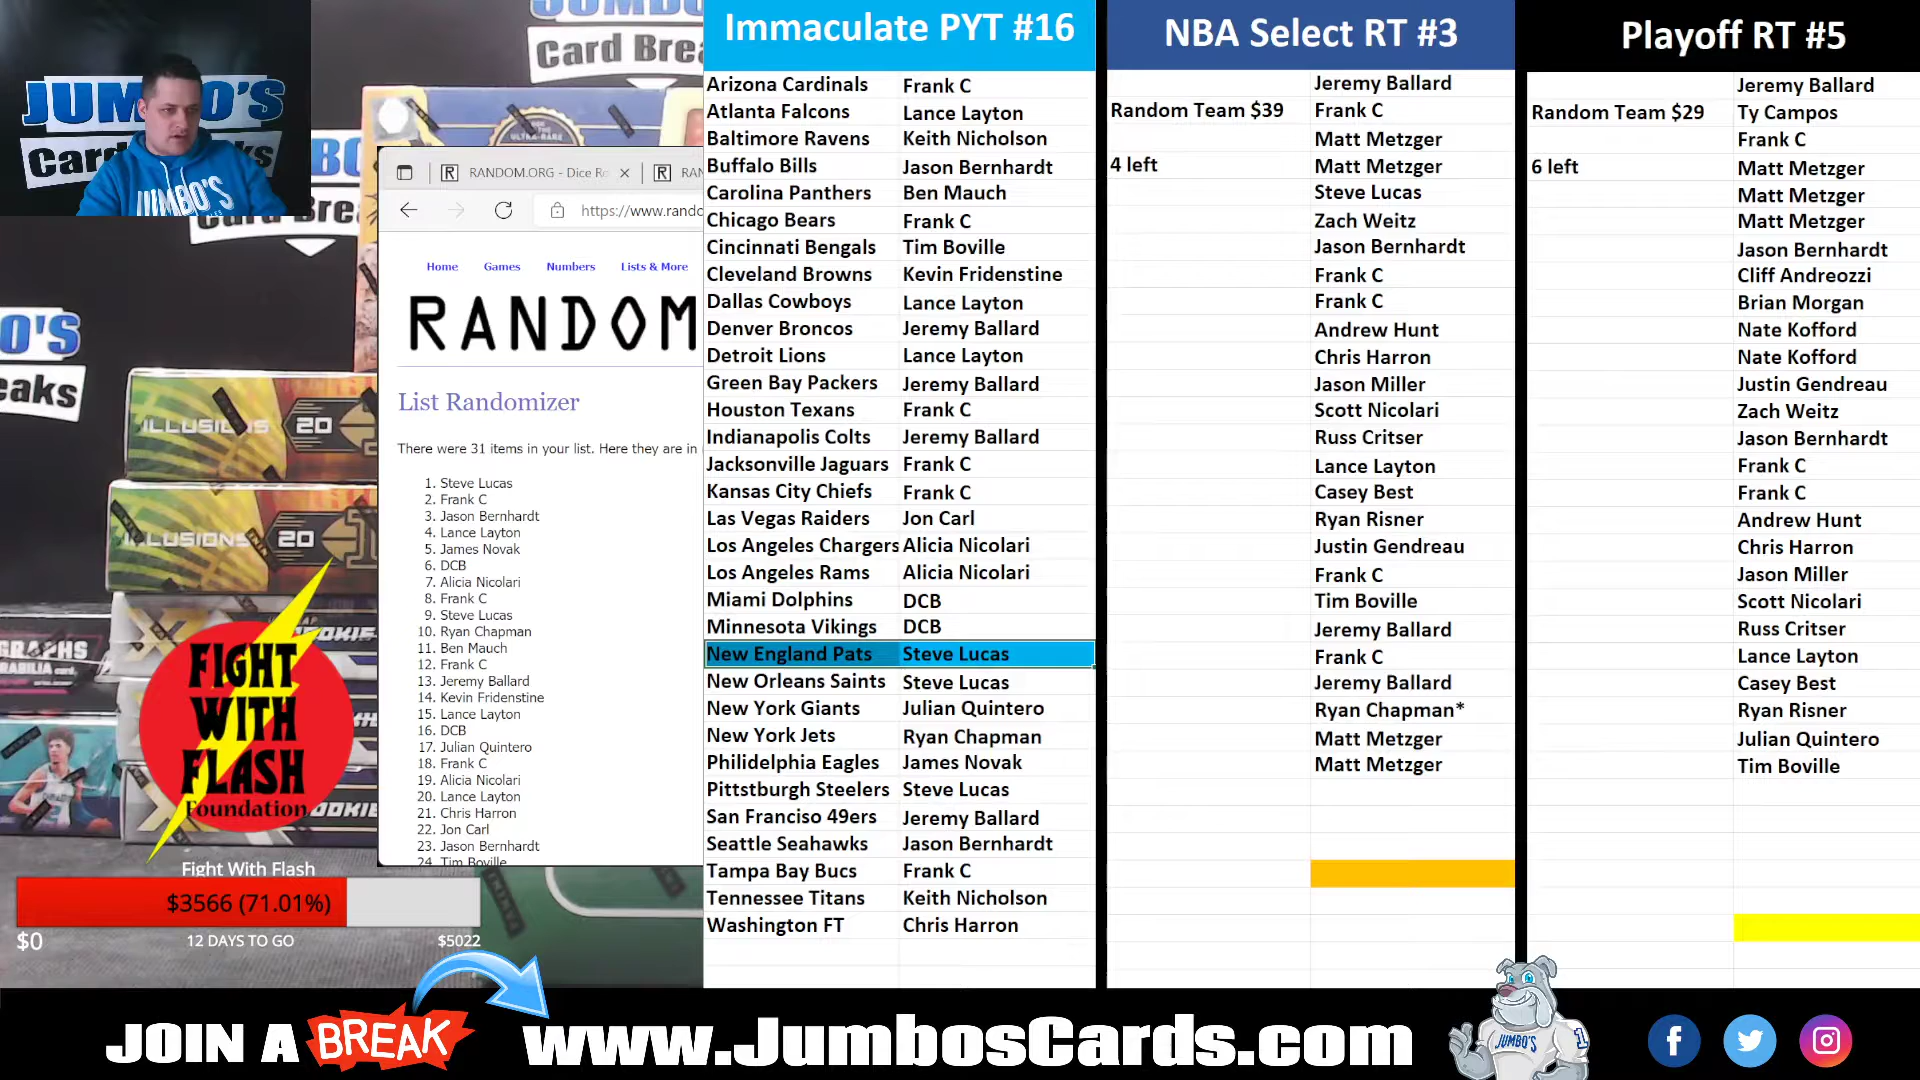 JUMBO'S
Card Breaks
Immaculate PYT #16
Arizona Cardinals Frank C
Atlanta Falcons Lance Layton
Baltimore Ravens Keith Nicholson
Buffalo Bills Jason Bernhardt
Carolina Panthers Ben Mauch
Chicago Bears Frank C
Cincinnati Bengals Tim Boville
Cleveland Browns Kevin Fridenstine
Dallas Cowboys Lance Layton
Denver Broncos Jeremy Ballard
Detroit Lions Lance Layton
Green Bay Packers Jeremy Ballard
Houston Texans Frank C
Indianapolis Colts Jeremy Ballard
Jacksonville Jaguars Frank C
Kansas City Chiefs Frank C
Las Vegas Raiders Jon Carl
Los Angeles Chargers Alicia Nicolari
Los Angeles Rams Alicia Nicolari
Miami Dolphins DCB
Minnesota Vikings DCB
New England Pats Steve Lucas
New Orleans Saints Steve Lucas
New York Giants Julian Quintero
New York Jets Ryan Chapman
Philidelphia Eagles James Novak
Pittstburgh Steelers Steve Lucas
San Franciso 49ers Jeremy Ballard
Seattle Seahawks Jason Bernhardt
Tampa Bay Bucs Frank C
Tennessee Titans Keith Nicholson
Washington FT Chris Harron
NBA Select RT #3
Jeremy Ballard
Random Team $39 Frank C
Matt Metzger
4 left Matt Metzger
Steve Lucas
Zach Weitz
Jason Bernhardt
Frank C
Frank C
Andrew Hunt
Chris Harron
Jason Miller
Scott Nicolari
Russ Critser
Lance Layton
Casey Best
Ryan Risner
Justin Gendreau
Frank C
Tim Boville
Jeremy Ballard
Frank C
Jeremy Ballard
Ryan Chapman*
Matt Metzger
Matt Metzger
Playoff RT #5
Jeremy Ballard
Random Team $29 Ty Campos
Frank C
6 left Matt Metzger
Matt Metzger
Matt Metzger
Jason Bernhardt
Cliff Andreozzi
Brian Morgan
Nate Kofford
Nate Kofford
Justin Gendreau
Zach Weitz
Jason Bernhardt
Frank C
Frank C
Andrew Hunt
Chris Harron
Jason Miller
Scott Nicolari
Russ Critser
Lance Layton
Casey Best
Ryan Risner
Julian Quintero
Tim Boville
RANDOM.ORG - Dice Ro
https://www.rando
Home Games Numbers Lists & More
RANDOM
List Randomizer
There were 31 items in your list. Here they are in
1. Steve Lucas
2. Frank C
3. Jason Bernhardt
4. Lance Layton
5. James Novak
6. DCB
7. Alicia Nicolari
8. Frank C
9. Steve Lucas
10. Ryan Chapman
11. Ben Mauch
12. Frank C
13. Jeremy Ballard
14. Kevin Fridenstine
15. Lance Layton
16. DCB
17. Julian Quintero
18. Frank C
19. Alicia Nicolari
20. Lance Layton
21. Chris Harron
22. Jon Carl
23. Jason Bernhardt
24. Tim Boville
ILLUSIONS 20
ILLUSIONS 20
FIGHT
WITH
FLASH
Foundation
Fight With Flash
$3566 (71.01%)
$0 12 DAYS TO GO $5022
JOIN A BREAK www.JumbosCards.com
JUMBO'S 1